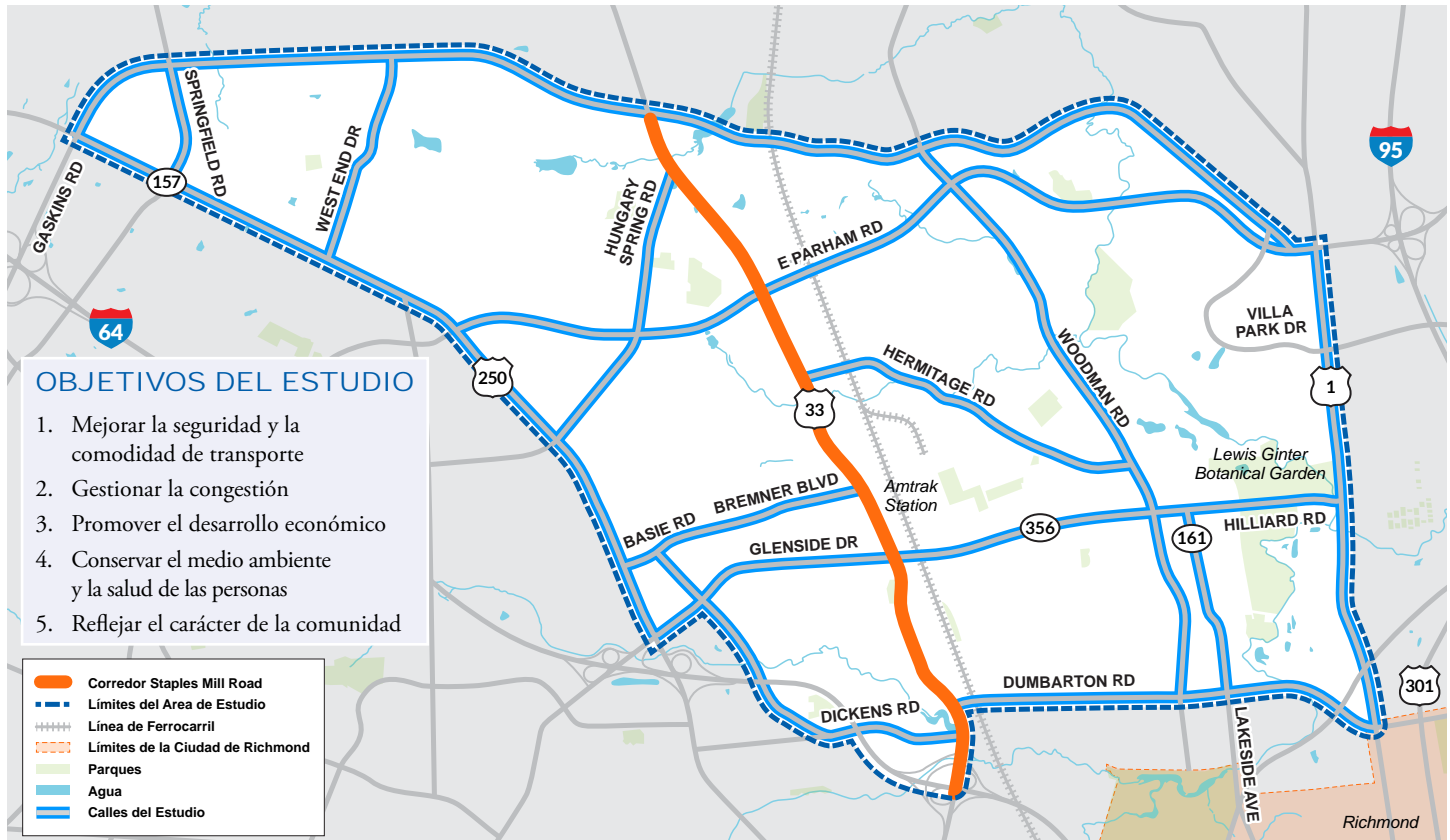 SPRINGFIELD RD
WEST END DR
GASKINS RD
157
HUNGARY
SPRING RD
E PARHAM RD
95
64
VILLA
PARK DR
OBJETIVOS DEL ESTUDIO
1. Mejorar la seguridad y la
comodidad de transporte
2. Gestionar la congestión
3. Promover el desarrollo económico
4. Conservar el medio ambiente
y la salud de las personas
5. Reflejar el carácter de la comunidad
250
HERMITAGE RD
WOODMAN RD
33
1
Lewis Ginter
Botanical Garden
Amtrak
Station
BASIE RD
BREMNER BLVD
GLENSIDE DR
356
161
HILLIARD RD
DUMBARTON RD
DICKENS RD
301
LAKESIDE AVE
Richmond
Corredor Staples Mill Road
Límites del Area de Estudio
Línea de Ferrocarril
Límites de la Ciudad de Richmond
Parques
Agua
Calles del Estudio